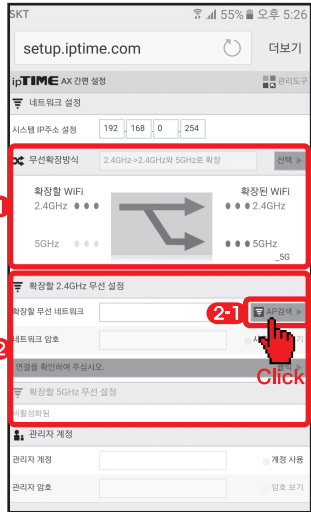 SKT 55% 오후 5:26
setup.iptime.com 더보기
ipTIME AX 간편 설정 관리도구
네트워크 설정
시스템 IP주소 설정 192 . 168 . 0 . 254
무선확장방식 2.4GHz->2.4GHz와 5GHz로 확장 선택
확장할 WiFi 확장된 WiFi
2.4GHz 2.4GHz
5GHz 5GHz
_5G
확장할 2.4GHz 무선 설정
확장할 무선 네트워크 2-1 AP검색
네트워크 암호
2
연결을 확인하여 주십시오.
Click
확장할 5GHz 무선 설정
비활성화됨
관리자 계정
관리자 계정 계정 사용
관리자 암호 암호 보기